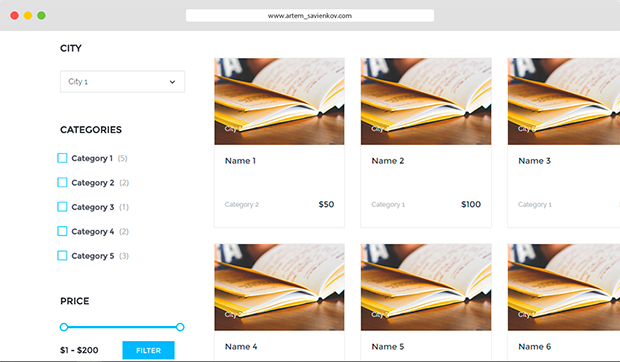 www.artem_savienkov.com
CITY
City 1
CATEGORIES
Category 1 (5)
Category 2 (2)
Category 3 (1)
Category 4 (2)
Category 5 (3)
PRICE
$1 - $200
FILTER
City
City
City
Name 1
Name 2
Name 3
Category 2
$50
Category 1
$100
Category 1
City
City
City
Name 4
Name 5
Name 6